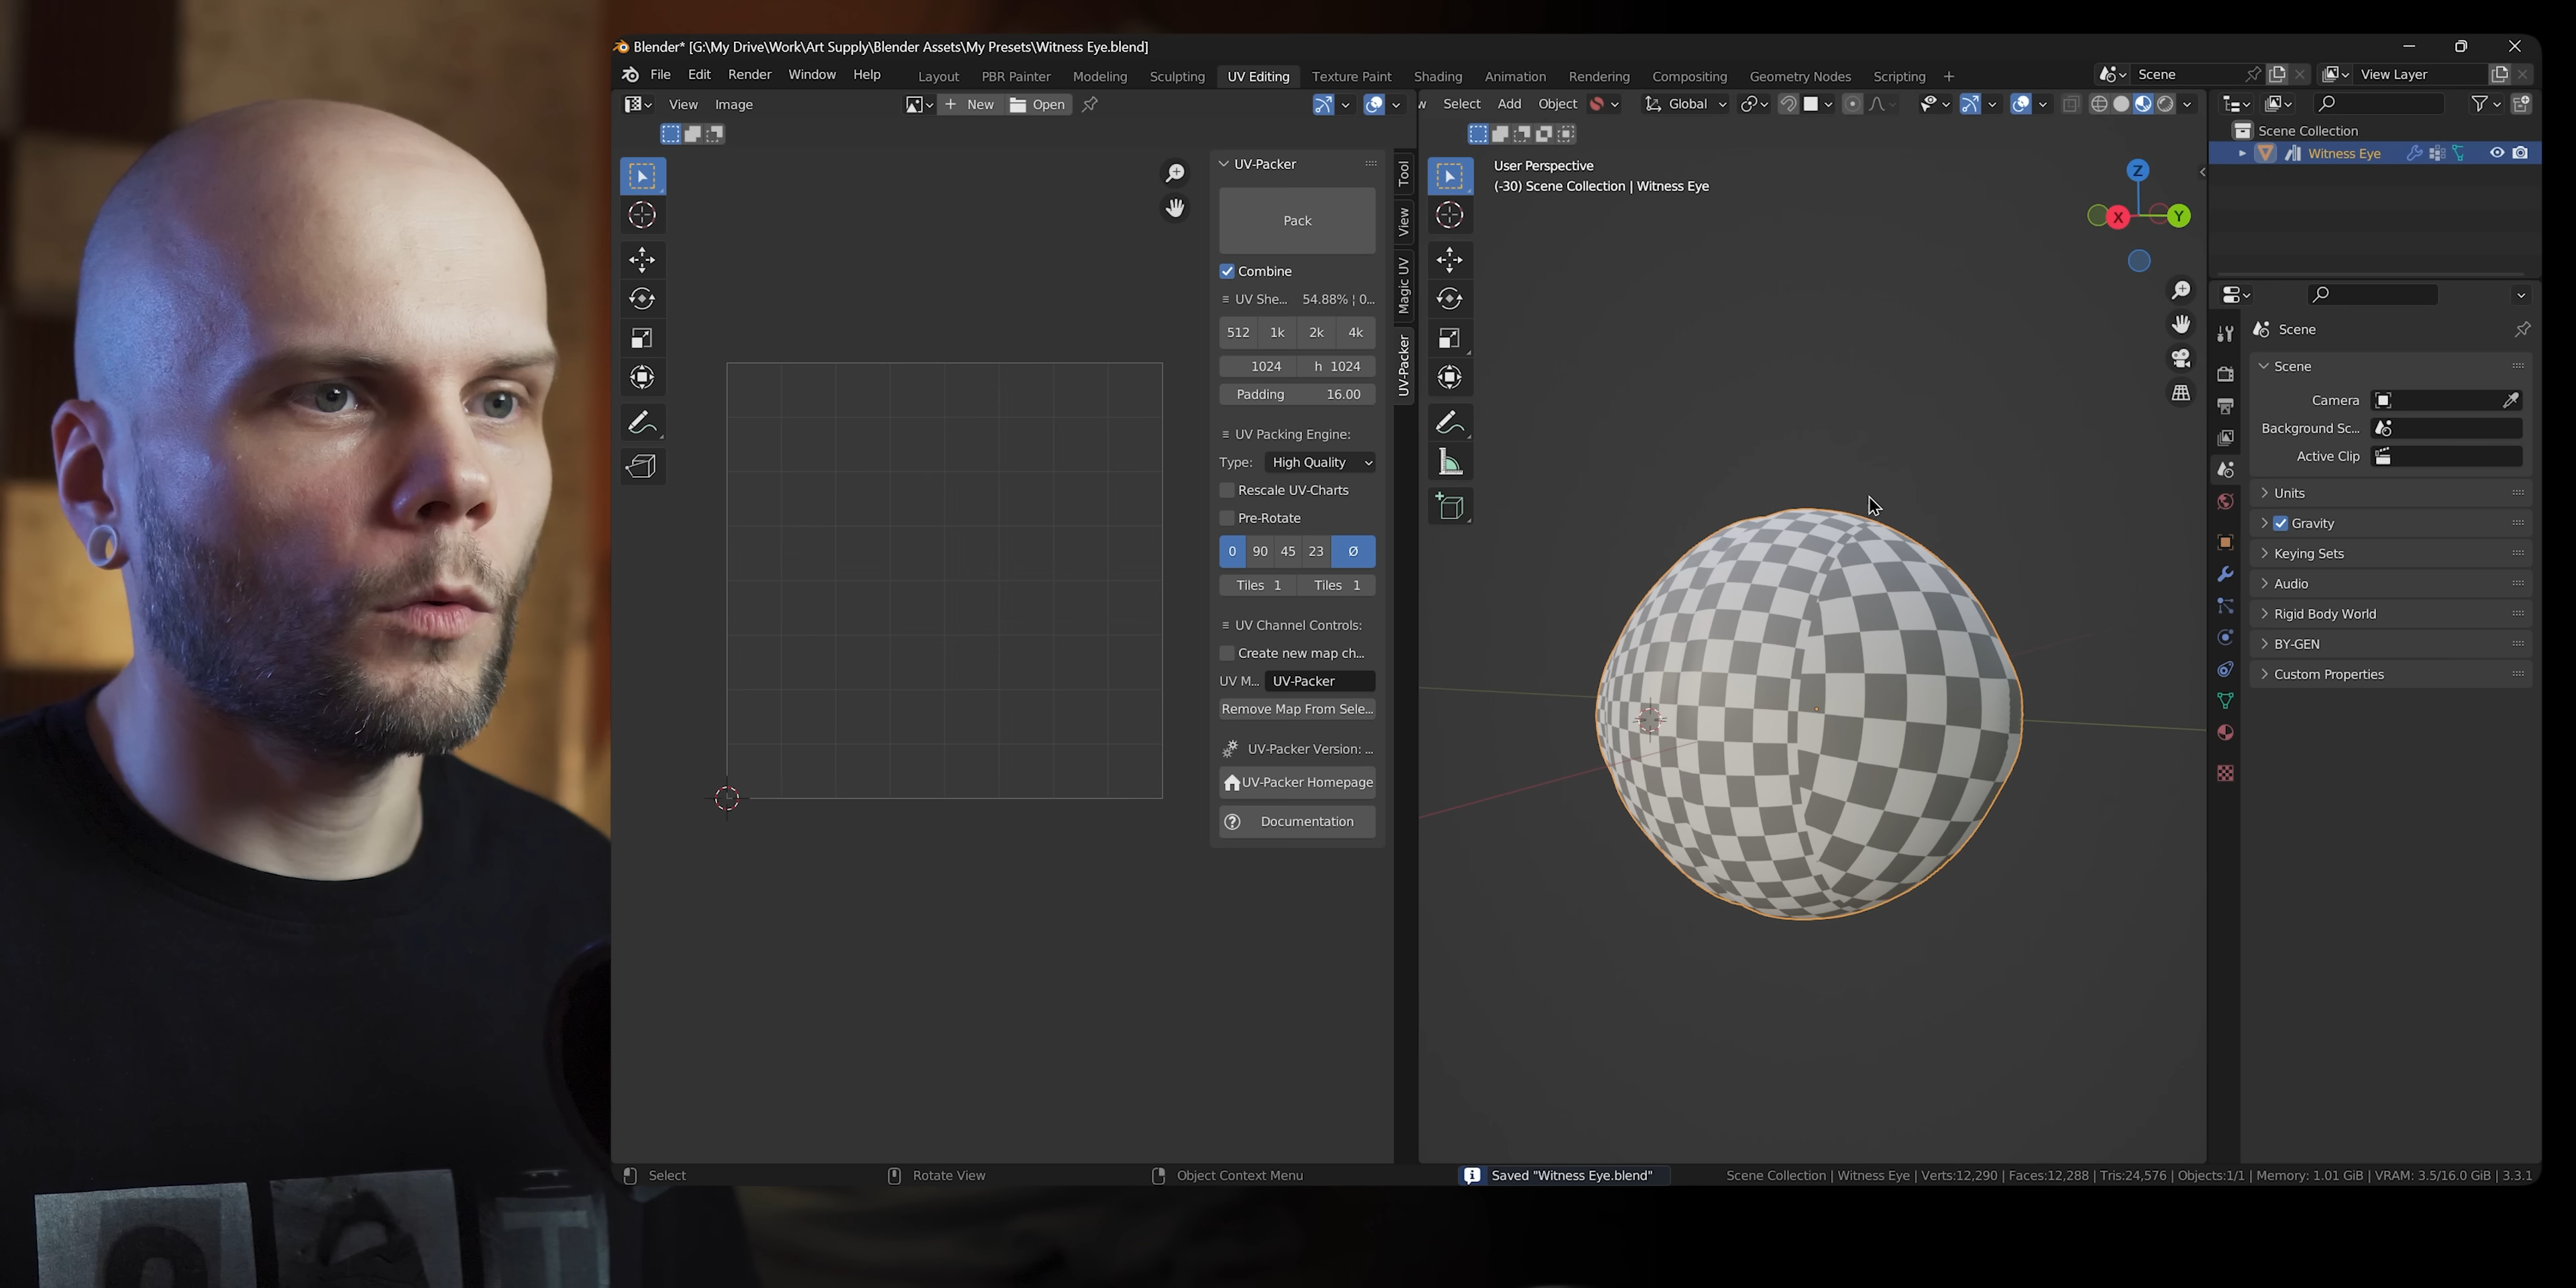 Blender* [G:\My Drive\Work\Art Supply\Blender Assets\My Presets\Witness Eye.blend]
File Edit Render Window Help
Layout PBR Painter Modeling Sculpting UV Editing Texture Paint Shading Animation Rendering Compositing Geometry Nodes Scripting +
Scene
View Layer
View Image
New Open
w Select Add Object
Global
UV-Packer
Pack
Combine
UV She... 54.88% ¦ 0...
512 1k 2k 4k
1024 h 1024
Padding 16.00
UV Packing Engine:
Type: High Quality
Rescale UV-Charts
Pre-Rotate
0 90 45 23 Ø
Tiles 1 Tiles 1
UV Channel Controls:
Create new map ch...
UV M... UV-Packer
Remove Map From Sele...
UV-Packer Version: ...
UV-Packer Homepage
Documentation
Tool
View
Magic UV
UV-Packer
User Perspective
(-30) Scene Collection | Witness Eye
Z
X
Y
Scene Collection
Witness Eye
Scene
Scene
Camera
Background Sc...
Active Clip
Units
Gravity
Keying Sets
Audio
Rigid Body World
BY-GEN
Custom Properties
Select
Rotate View
Object Context Menu
Saved "Witness Eye.blend"
Scene Collection | Witness Eye | Verts:12,290 | Faces:12,288 | Tris:24,576 | Objects:1/1 | Memory: 1.01 GiB | VRAM: 3.5/16.0 GiB | 3.3.1